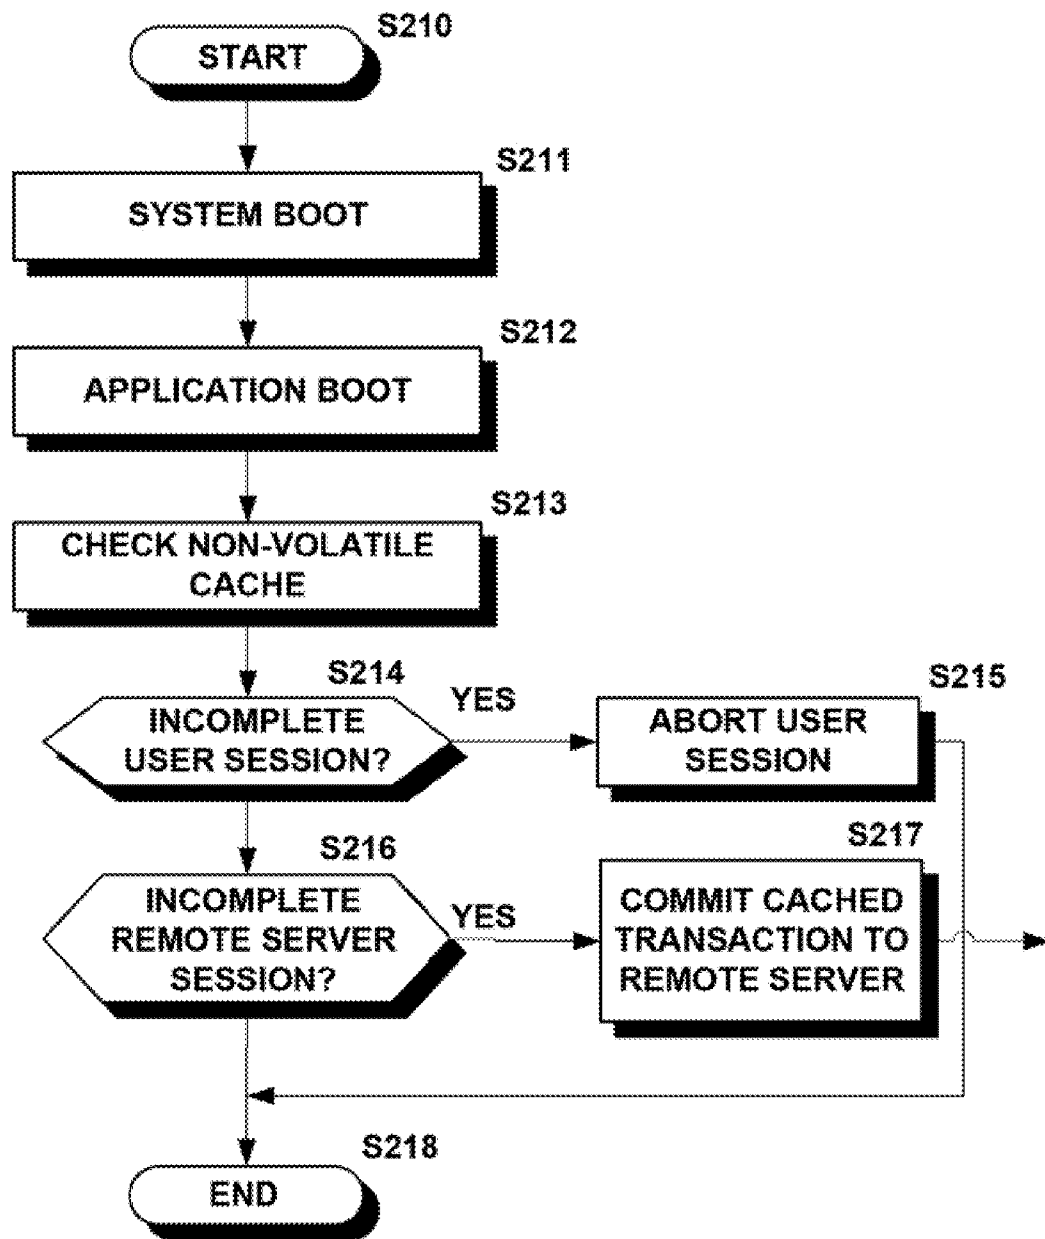 S210
START
S211
SYSTEM BOOT
S212
APPLICATION BOOT
S213
CHECK NON-VOLATILE
CACHE
S214
INCOMPLETE
USER SESSION?
YES
S215
ABORT USER
SESSION
S216
INCOMPLETE
REMOTE SERVER
SESSION?
YES
S217
COMMIT CACHED
TRANSACTION TO
REMOTE SERVER
S218
END